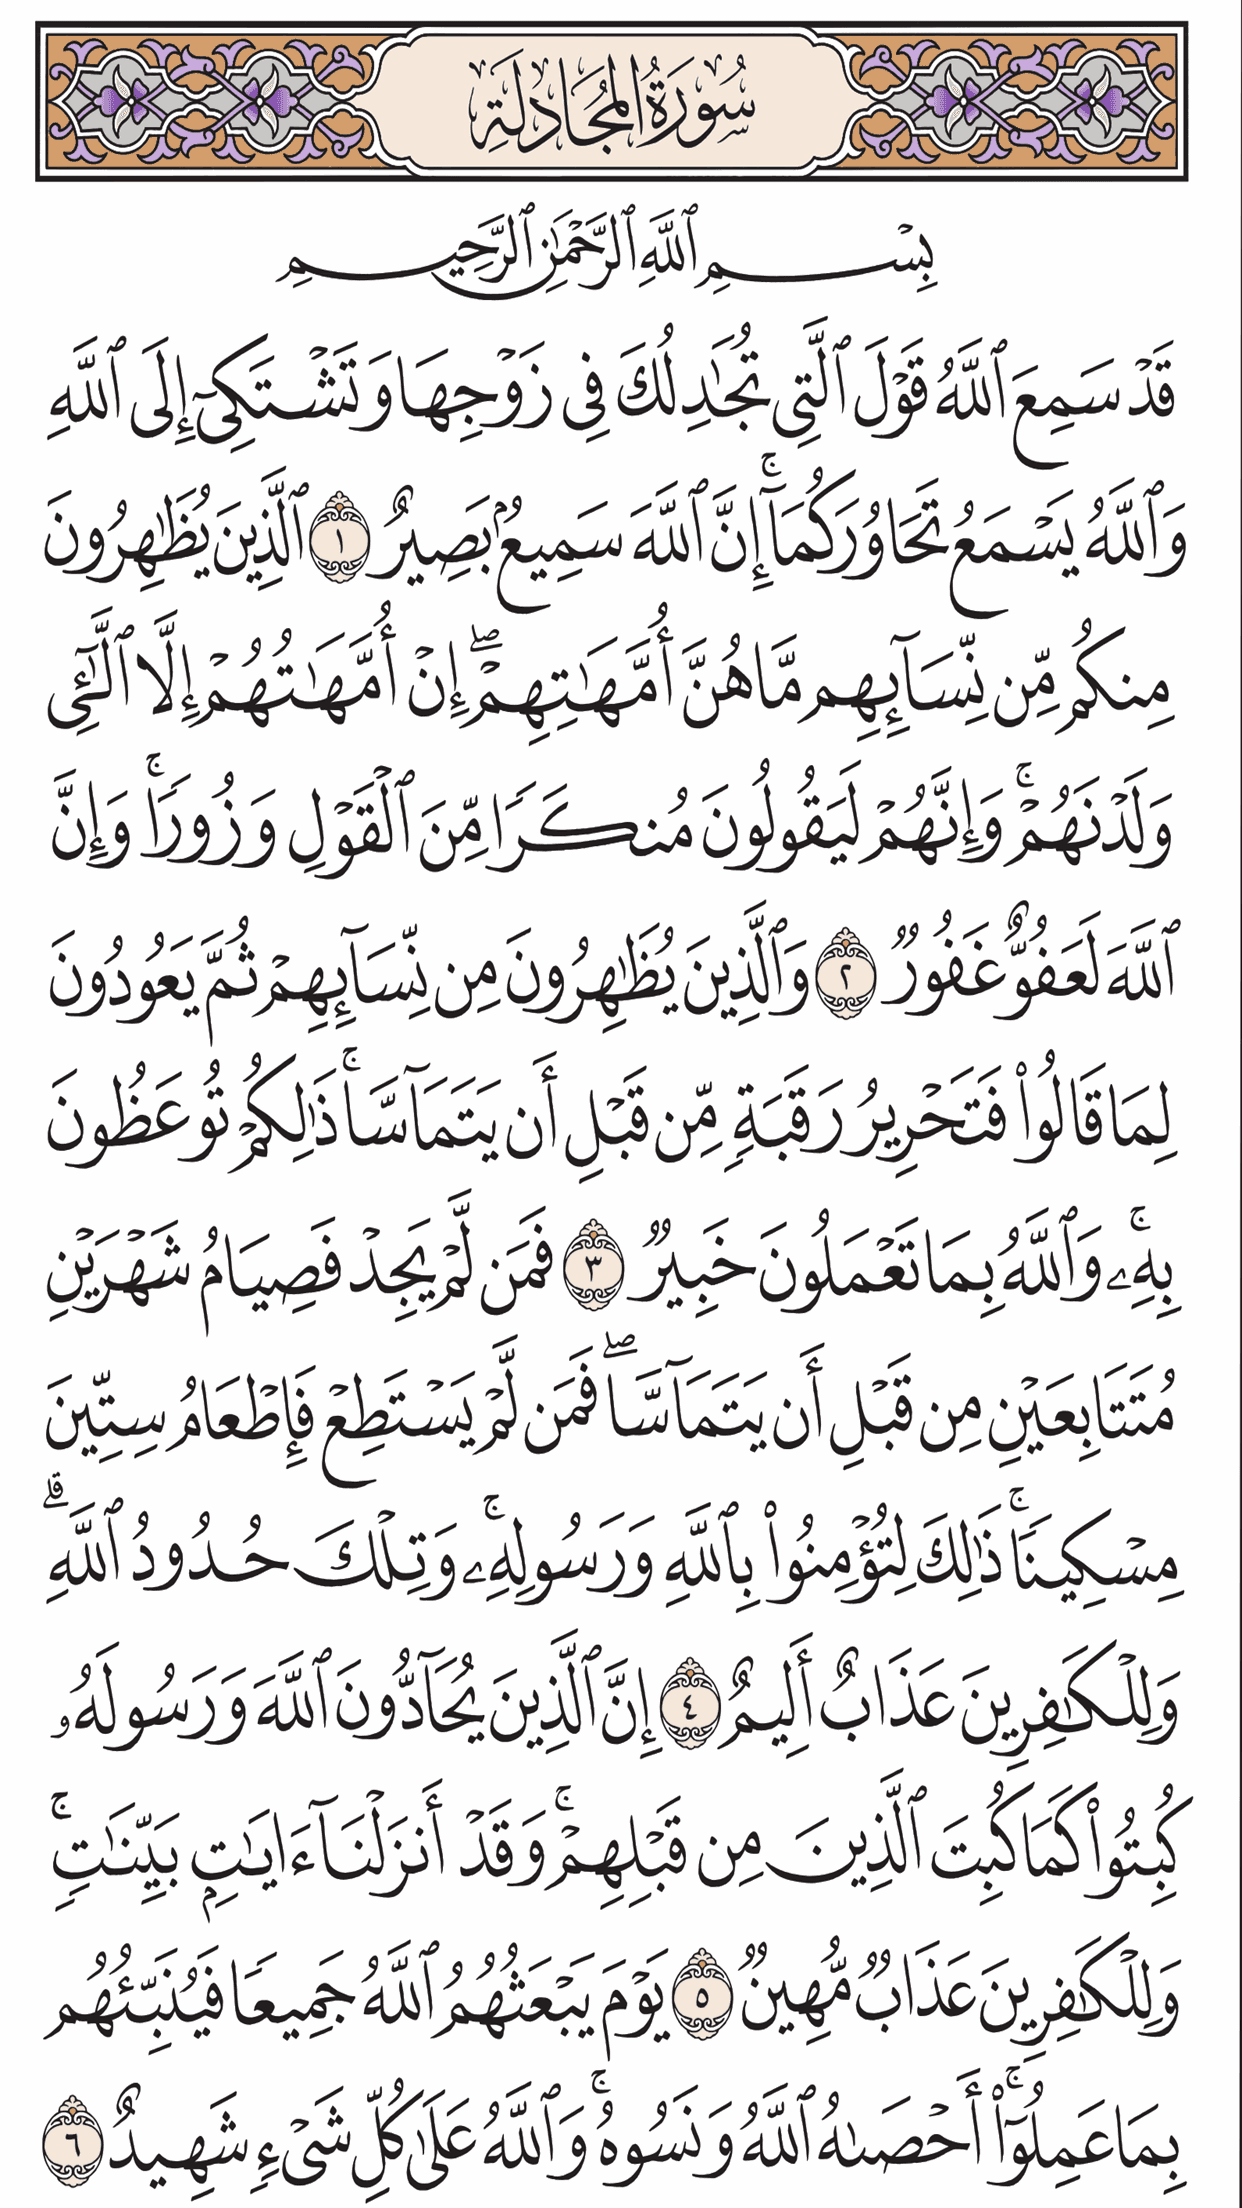 سُورَةُ المُجَادلَةِ
بِسْمِ ٱللَّهِ ٱلرَّحْمَٰنِ ٱلرَّحِيمِ
قَدْ سَمِعَ ٱللَّهُ قَوْلَ ٱلَّتِى تُجَٰدِلُكَ فِى زَوْجِهَا وَتَشْتَكِىٓ إِلَى ٱللَّهِ
وَٱللَّهُ يَسْمَعُ تَحَاوُرَكُمَآ ۚ إِنَّ ٱللَّهَ سَمِيعٌۢ بَصِيرٌ ١ ٱلَّذِينَ يُظَٰهِرُونَ
مِنكُم مِّن نِّسَآئِهِم مَّا هُنَّ أُمَّهَٰتِهِمْ ۖ إِنْ أُمَّهَٰتُهُمْ إِلَّا ٱلَّٰٓـِٔى
وَلَدْنَهُمْ ۚ وَإِنَّهُمْ لَيَقُولُونَ مُنكَرًا مِّنَ ٱلْقَوْلِ وَزُورًا ۚ وَإِنَّ
ٱللَّهَ لَعَفُوٌّ غَفُورٌ ٢ وَٱلَّذِينَ يُظَٰهِرُونَ مِن نِّسَآئِهِمْ ثُمَّ يَعُودُونَ
لِمَا قَالُوا۟ فَتَحْرِيرُ رَقَبَةٍ مِّن قَبْلِ أَن يَتَمَآسَّا ۚ ذَٰلِكُمْ تُوعَظُونَ
بِهِۦ ۚ وَٱللَّهُ بِمَا تَعْمَلُونَ خَبِيرٌ ٣ فَمَن لَّمْ يَجِدْ فَصِيَامُ شَهْرَيْنِ
مُتَتَابِعَيْنِ مِن قَبْلِ أَن يَتَمَآسَّا ۖ فَمَن لَّمْ يَسْتَطِعْ فَإِطْعَامُ سِتِّينَ
مِسْكِينًا ۚ ذَٰلِكَ لِتُؤْمِنُوا۟ بِٱللَّهِ وَرَسُولِهِۦ ۚ وَتِلْكَ حُدُودُ ٱللَّهِ ۗ
وَلِلْكَٰفِرِينَ عَذَابٌ أَلِيمٌ ٤ إِنَّ ٱلَّذِينَ يُحَآدُّونَ ٱللَّهَ وَرَسُولَهُۥ
كُبِتُوا۟ كَمَا كُبِتَ ٱلَّذِينَ مِن قَبْلِهِمْ ۚ وَقَدْ أَنزَلْنَآ ءَايَٰتٍۭ بَيِّنَٰتٍ ۚ
وَلِلْكَٰفِرِينَ عَذَابٌ مُّهِينٌ ٥ يَوْمَ يَبْعَثُهُمُ ٱللَّهُ جَمِيعًا فَيُنَبِّئُهُم
بِمَا عَمِلُوٓا۟ ۚ أَحْصَىٰهُ ٱللَّهُ وَنَسُوهُ ۚ وَٱللَّهُ عَلَىٰ كُلِّ شَىْءٍ شَهِيدٌ ٦